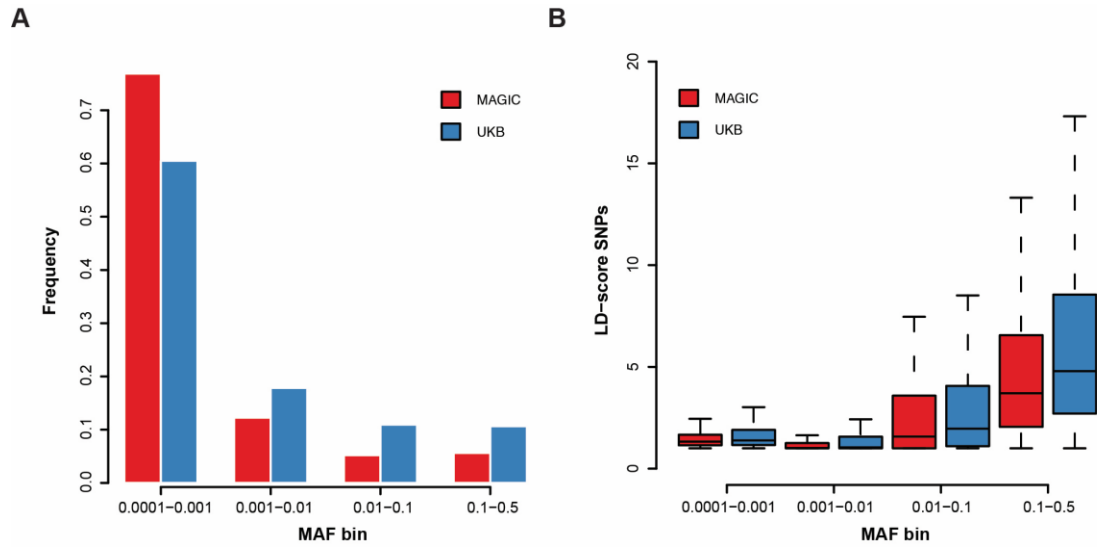 A
Frequency
0.0
0.1
0.2
0.3
0.4
0.5
0.6
0.7
MAGIC
UKB
0.0001−0.001
0.001−0.01
0.01−0.1
0.1−0.5
MAF bin
B
LD−score SNPs
0
5
10
15
20
MAGIC
UKB
0.0001−0.001
0.001−0.01
0.01−0.1
0.1−0.5
MAF bin